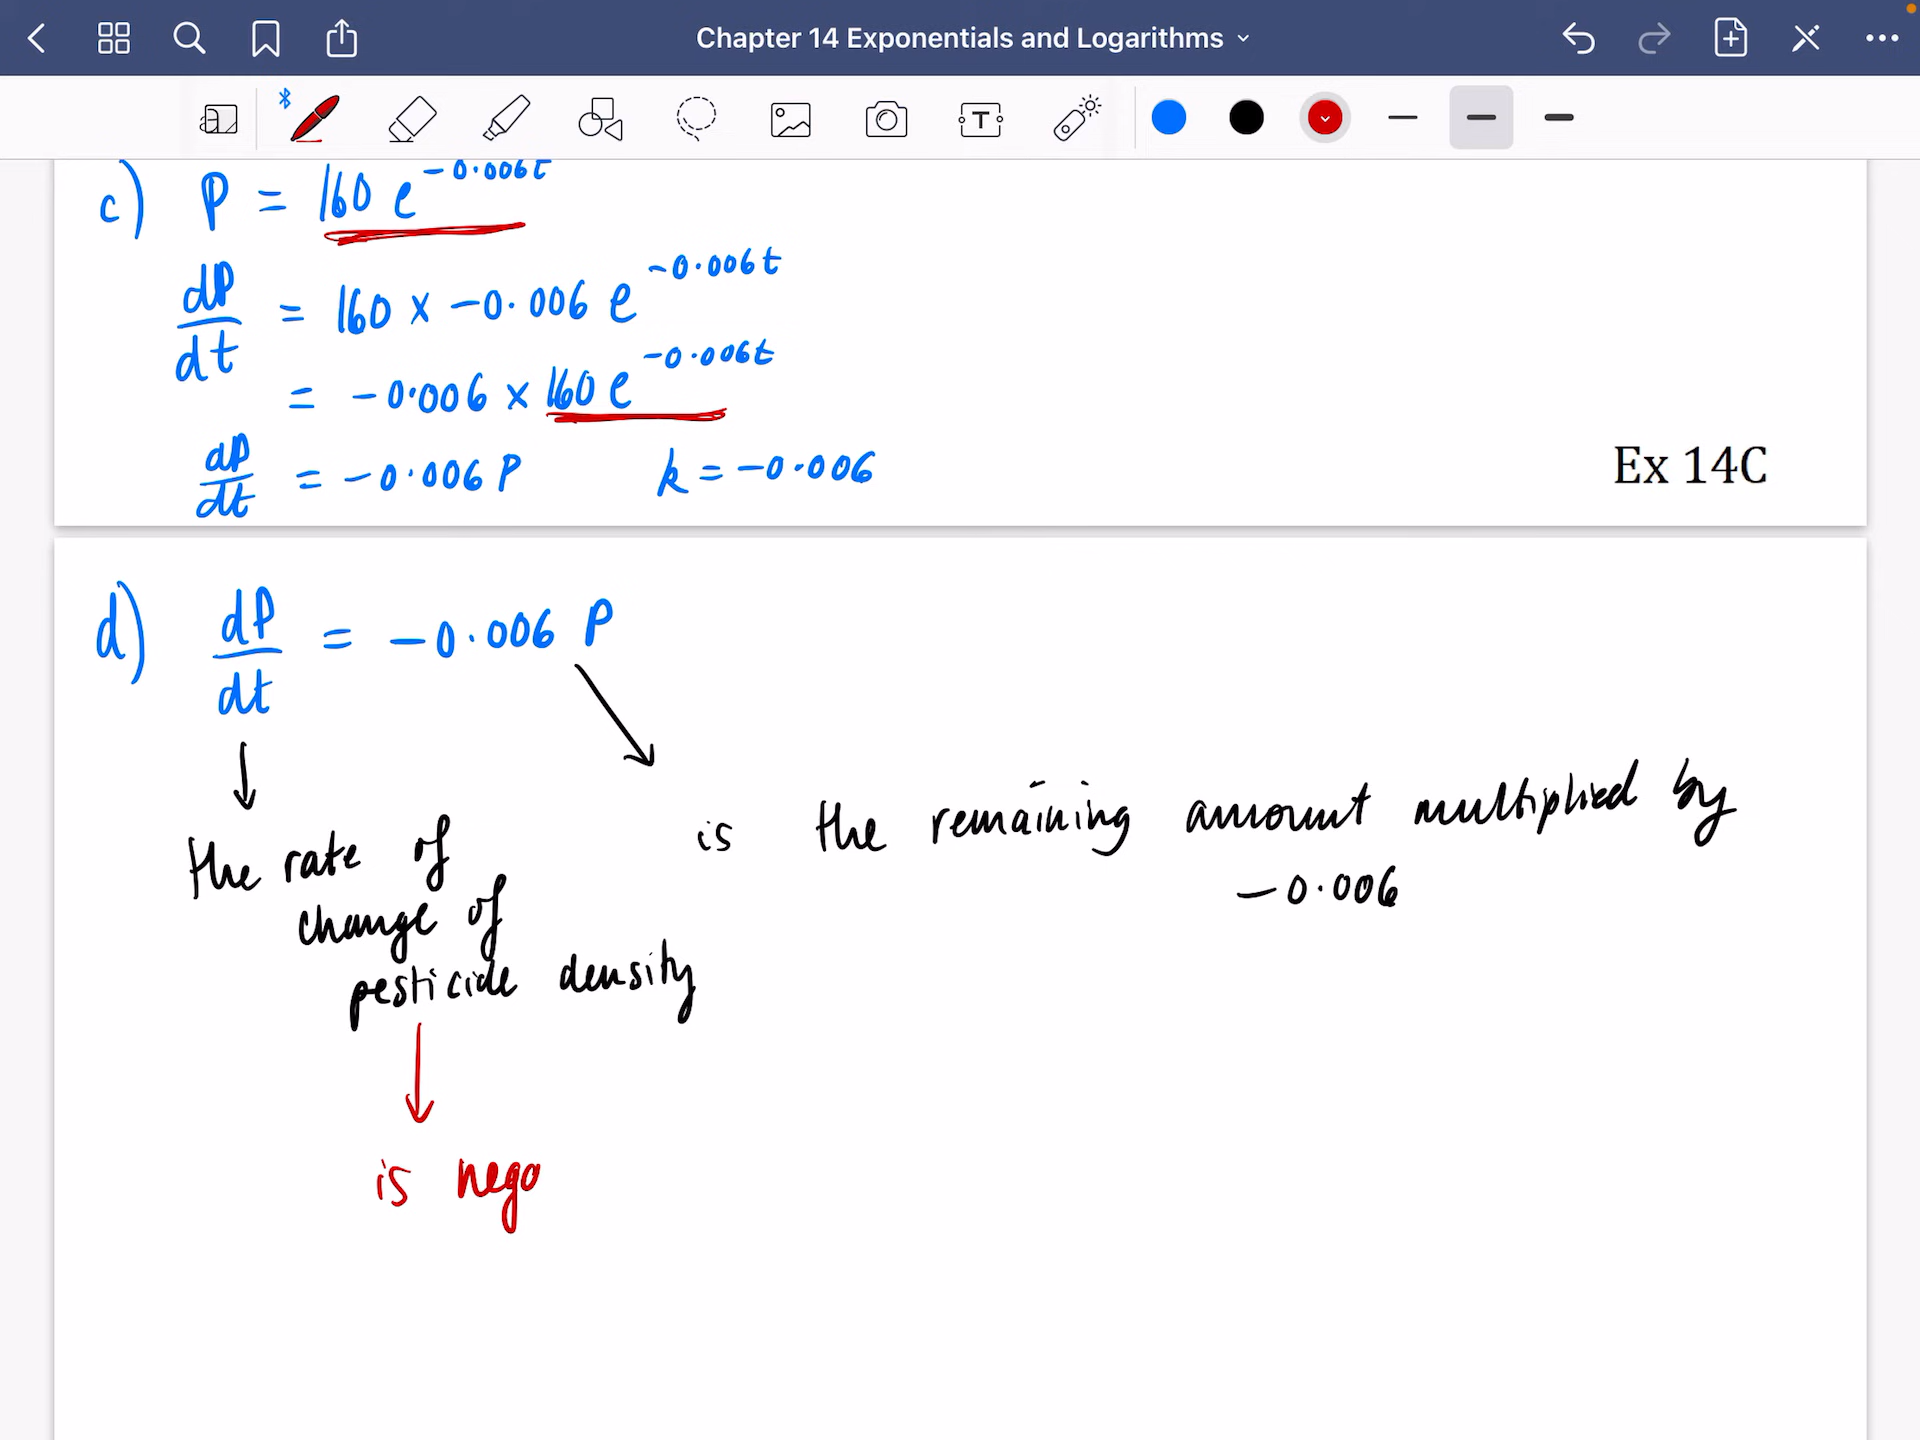 Chapter 14 Exponentials and Logarithms
c) P = 160 e^-0.006t
dP/dt = 160 × -0.006 e^-0.006t
= -0.006 × 160 e^-0.006t
dP/dt = -0.006 P k = -0.006
Ex 14C
d) dP/dt = -0.006 P
the rate of
change of
pesticide density
is the remaining amount multiplied by
-0.006
is nega